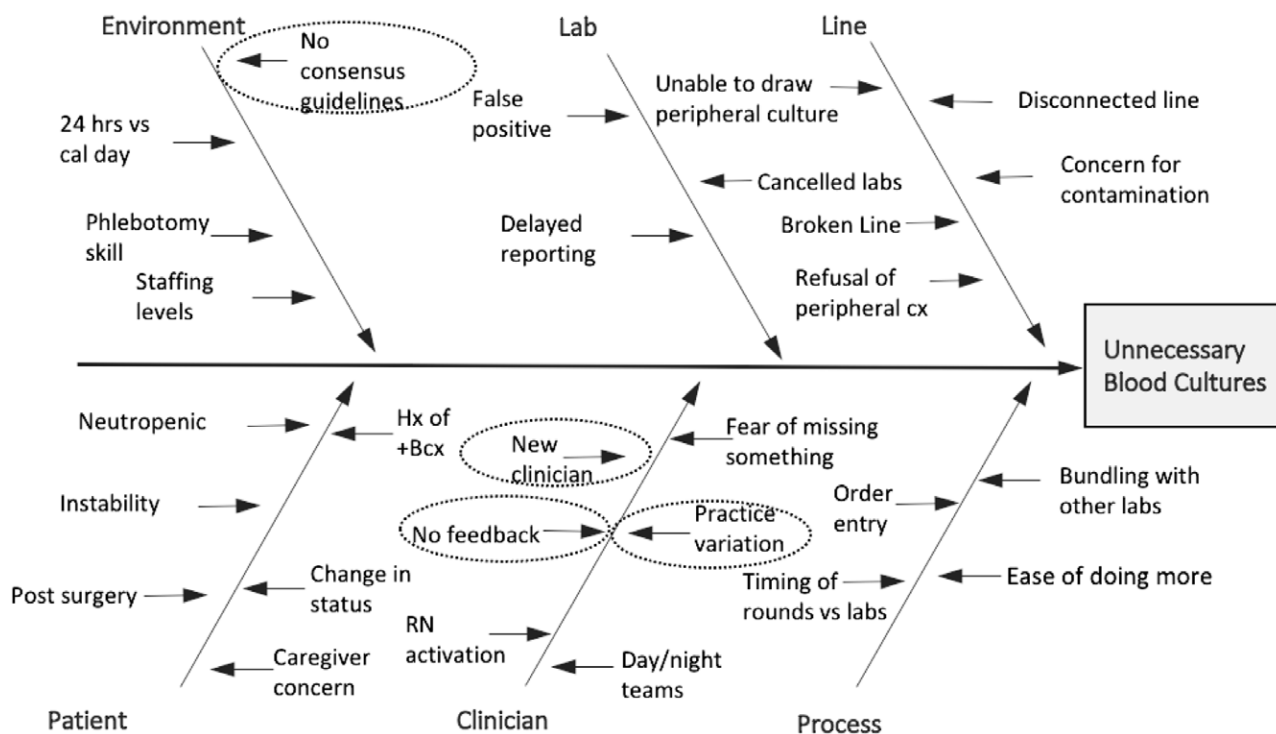 Environment
No
consensus
guidelines
24 hrs vs
cal day
Phlebotomy
skill
Staffing
levels
Lab
False
positive
Cancelled labs
Delayed
reporting
Line
Unable to draw
peripheral culture
Disconnected line
Concern for
contamination
Broken Line
Refusal of
peripheral cx
Unnecessary
Blood Cultures
Neutropenic
Hx of
+Bcx
Instability
Post surgery
Change in
status
Caregiver
concern
Patient
New
clinician
Fear of missing
something
No feedback
Practice
variation
RN
activation
Day/night
teams
Clinician
Bundling with
other labs
Order
entry
Timing of
rounds vs labs
Ease of doing more
Process